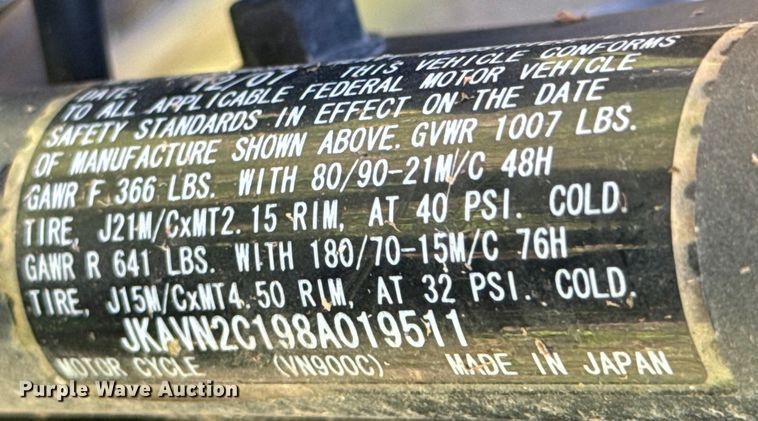 DATE: 12/07 THIS VEHICLE CONFORMS
TO ALL APPLICABLE FEDERAL MOTOR VEHICLE
SAFETY STANDARDS IN EFFECT ON THE DATE
OF MANUFACTURE SHOWN ABOVE. GVWR 1007 LBS.
GAWR F 366 LBS. WITH 80/90-21M/C 48H
TIRE, J21M/CxMT2.15 RIM, AT 40 PSI. COLD.
GAWR R 641 LBS. WITH 180/70-15M/C 76H
TIRE, J15M/CxMT4.50 RIM, AT 32 PSI. COLD.
JKAVN2C198A019511
MOTOR CYCLE (VN900C) MADE IN JAPAN
Purple Wave Auction